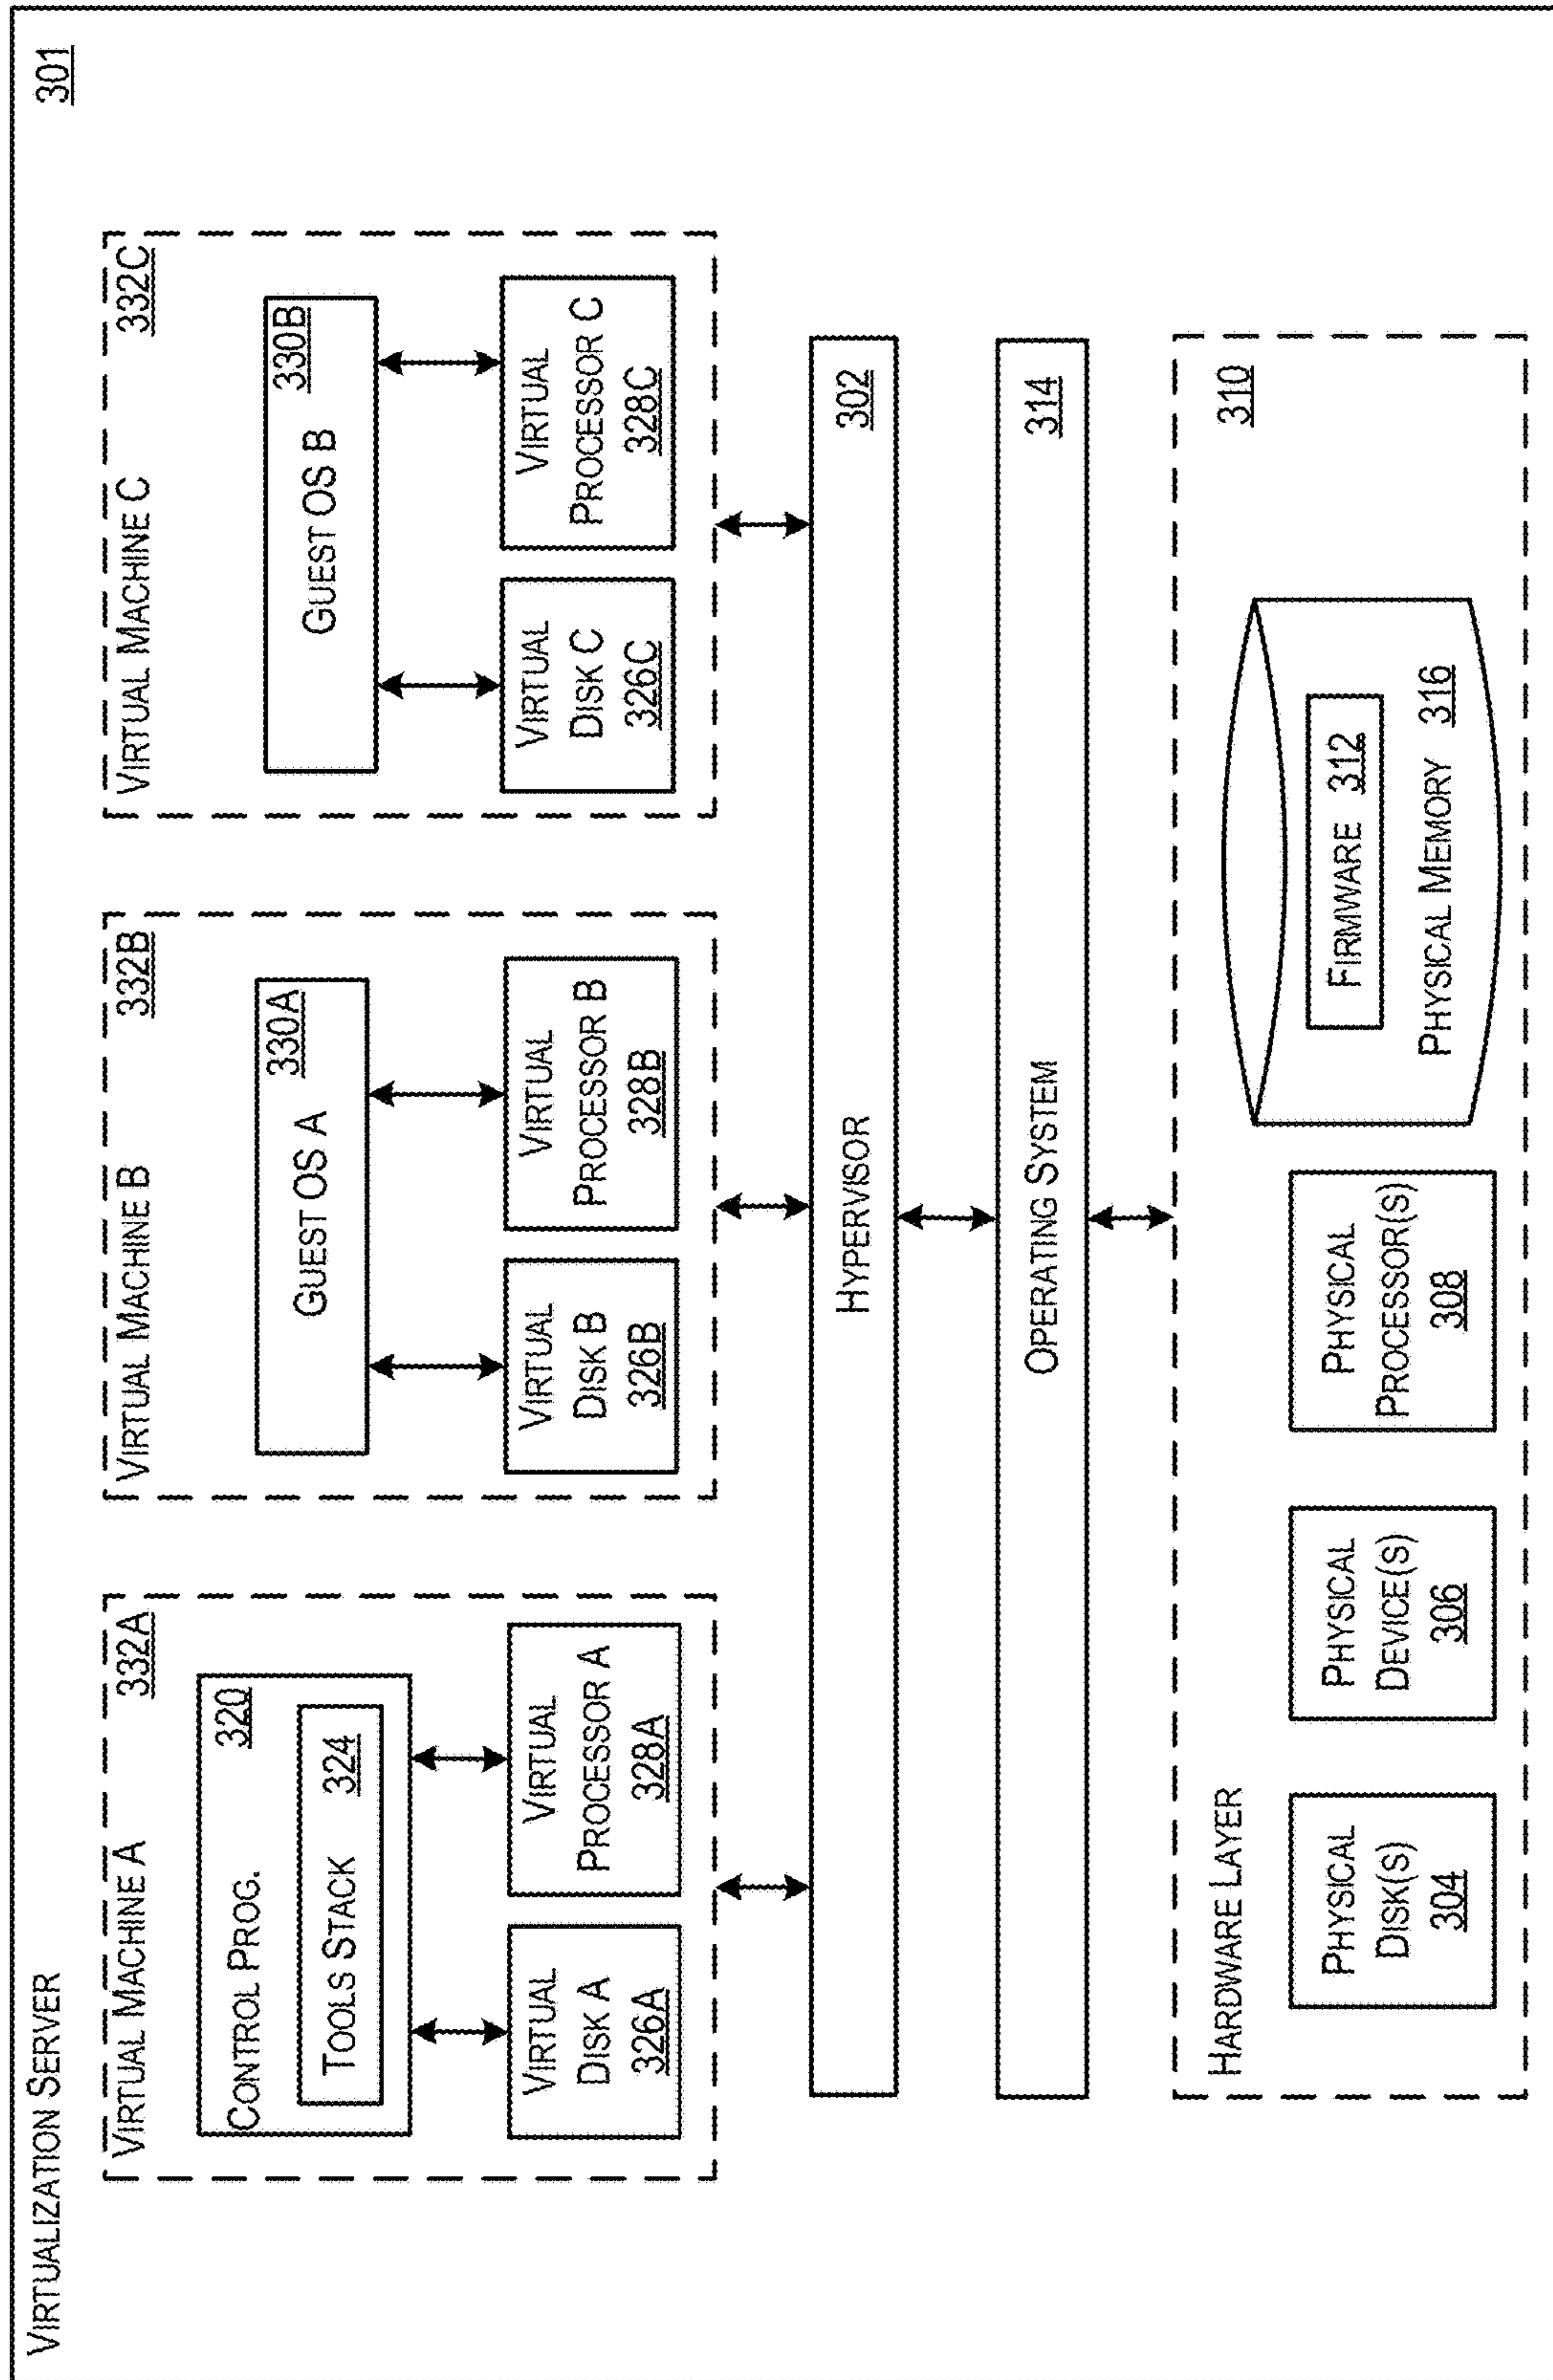 VIRTUALIZATION SERVER
301
VIRTUAL MACHINE A
332A
CONTROL PROG.
320
TOOLS STACK
324
VIRTUAL
DISK A
326A
VIRTUAL
PROCESSOR A
328A
VIRTUAL MACHINE B
332B
GUEST OS A
330A
VIRTUAL
DISK B
326B
VIRTUAL
PROCESSOR B
328B
VIRTUAL MACHINE C
332C
GUEST OS B
330B
VIRTUAL
DISK C
326C
VIRTUAL
PROCESSOR C
328C
HYPERVISOR
302
OPERATING SYSTEM
314
HARDWARE LAYER
310
PHYSICAL
DISK(S)
304
PHYSICAL
DEVICE(S)
306
PHYSICAL
PROCESSOR(S)
308
FIRMWARE 312
PHYSICAL MEMORY 316